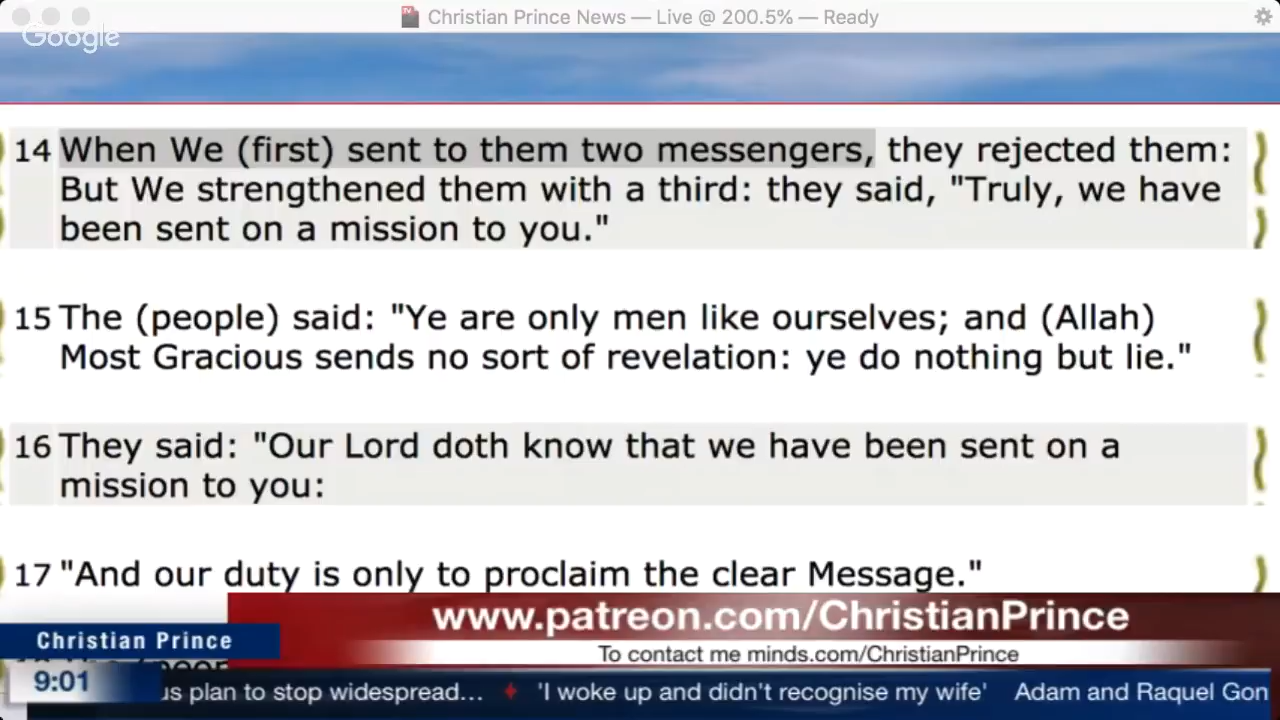 Christian Prince News — Live @ 200.5% — Ready
Google
14 When We (first) sent to them two messengers, they rejected them:
But We strengthened them with a third: they said, "Truly, we have
been sent on a mission to you."
15 The (people) said: "Ye are only men like ourselves; and (Allah)
Most Gracious sends no sort of revelation: ye do nothing but lie."
16 They said: "Our Lord doth know that we have been sent on a
mission to you:
17 "And our duty is only to proclaim the clear Message."
www.patreon.com/ChristianPrince
Christian Prince
To contact me minds.com/ChristianPrince
9:01
us plan to stop widespread... 'I woke up and didn't recognise my wife' Adam and Raquel Gon